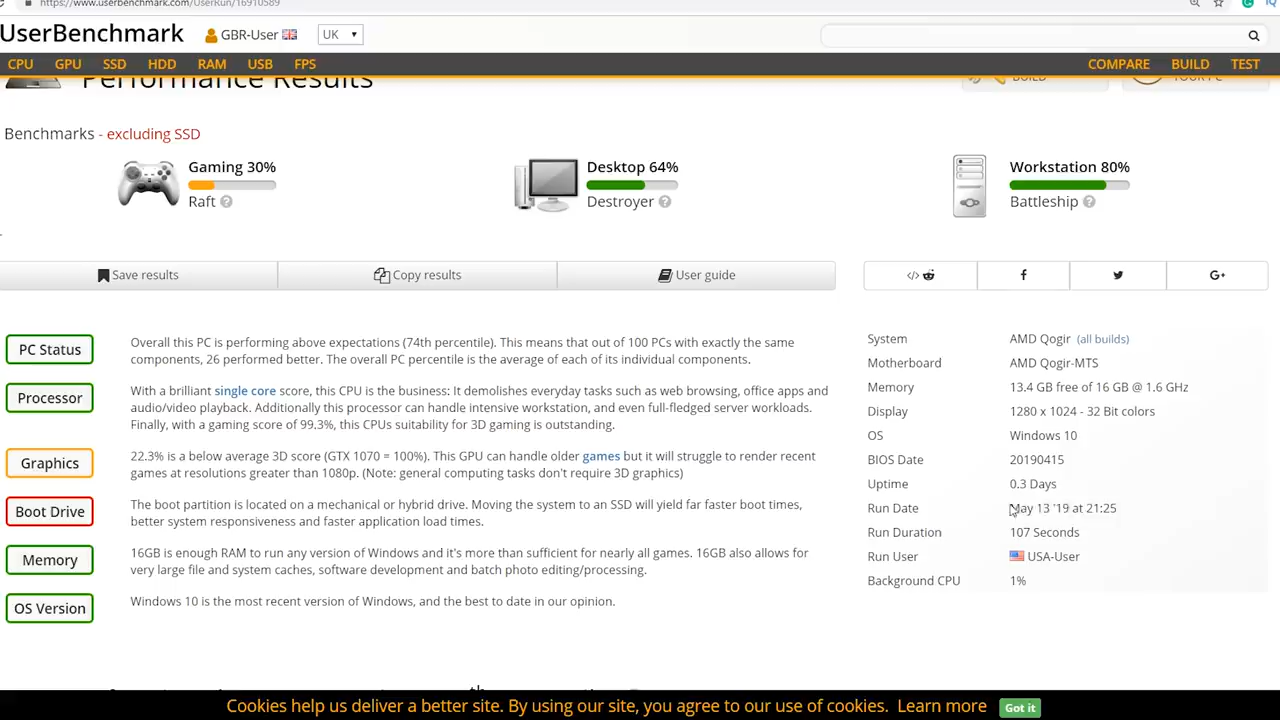 https://www.userbenchmark.com/UserRun/16910589
UserBenchmark
GBR-User
UK
CPU GPU SSD HDD RAM USB FPS
COMPARE BUILD TEST
Performance Results
BUILD
YOUR PC
Benchmarks - excluding SSD
Gaming 30%
Raft ?
Desktop 64%
Destroyer ?
Workstation 80%
Battleship ?
Save results
Copy results
User guide
</>
f
G+
PC Status
Overall this PC is performing above expectations (74th percentile). This means that out of 100 PCs with exactly the same
components, 26 performed better. The overall PC percentile is the average of each of its individual components.
Processor
With a brilliant single core score, this CPU is the business: It demolishes everyday tasks such as web browsing, office apps and
audio/video playback. Additionally this processor can handle intensive workstation, and even full-fledged server workloads.
Finally, with a gaming score of 99.3%, this CPUs suitability for 3D gaming is outstanding.
Graphics
22.3% is a below average 3D score (GTX 1070 = 100%). This GPU can handle older games but it will struggle to render recent
games at resolutions greater than 1080p. (Note: general computing tasks don't require 3D graphics)
Boot Drive
The boot partition is located on a mechanical or hybrid drive. Moving the system to an SSD will yield far faster boot times,
better system responsiveness and faster application load times.
Memory
16GB is enough RAM to run any version of Windows and it's more than sufficient for nearly all games. 16GB also allows for
very large file and system caches, software development and batch photo editing/processing.
OS Version
Windows 10 is the most recent version of Windows, and the best to date in our opinion.
System AMD Qogir (all builds)
Motherboard AMD Qogir-MTS
Memory 13.4 GB free of 16 GB @ 1.6 GHz
Display 1280 x 1024 - 32 Bit colors
OS Windows 10
BIOS Date 20190415
Uptime 0.3 Days
Run Date May 13 '19 at 21:25
Run Duration 107 Seconds
Run User USA-User
Background CPU 1%
Cookies help us deliver a better site. By using our site, you agree to our use of cookies. Learn more Got it